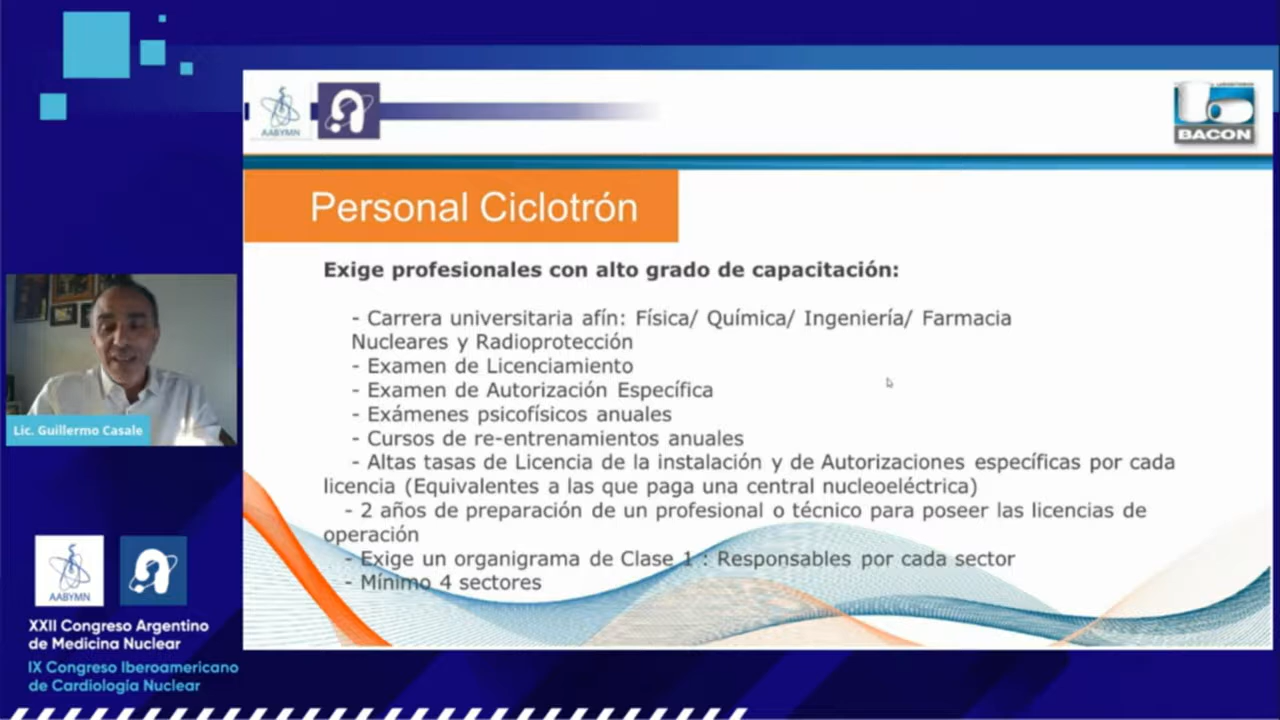 AABYMN
LABORATORIOS
BACON
Personal Ciclotrón
Exige profesionales con alto grado de capacitación:
- Carrera universitaria afín: Física/ Química/ Ingeniería/ Farmacia
Nucleares y Radioprotección
- Examen de Licenciamiento
- Examen de Autorización Específica
- Exámenes psicofísicos anuales
- Cursos de re-entrenamientos anuales
- Altas tasas de Licencia de la instalación y de Autorizaciones específicas por cada
licencia (Equivalentes a las que paga una central nucleoeléctrica)
- 2 años de preparación de un profesional o técnico para poseer las licencias de
operación
- Exige un organigrama de Clase 1 : Responsables por cada sector
- Mínimo 4 sectores
Lic. Guillermo Casale
AABYMN
XXII Congreso Argentino
de Medicina Nuclear
IX Congreso Iberoamericano
de Cardiología Nuclear